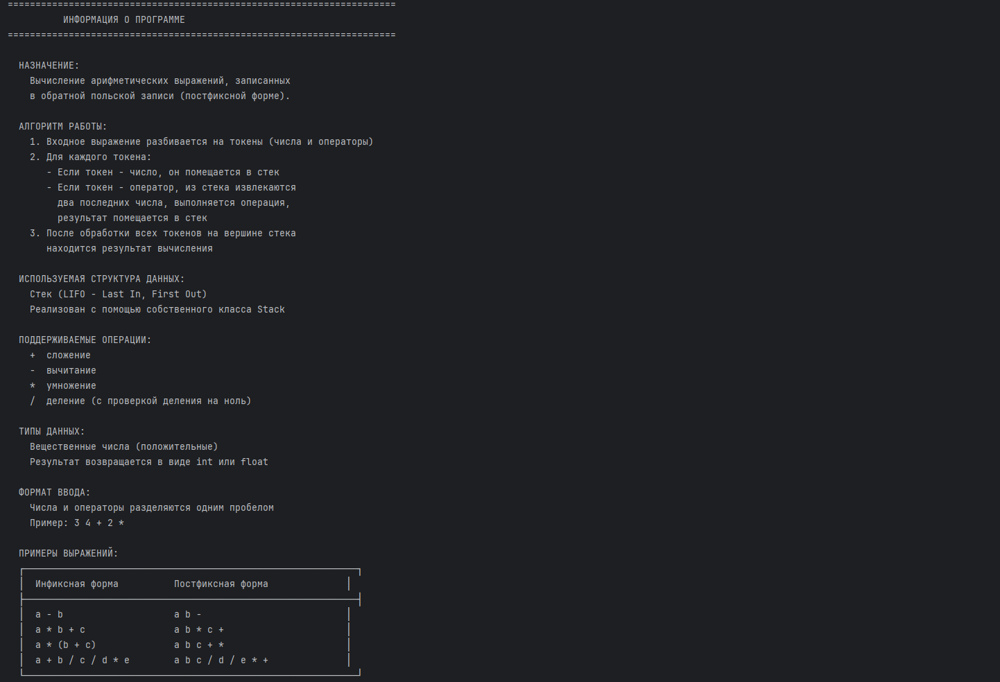 ======================================================================
ИНФОРМАЦИЯ О ПРОГРАММЕ
======================================================================
НАЗНАЧЕНИЕ:
Вычисление арифметических выражений, записанных
в обратной польской записи (постфиксной форме).
АЛГОРИТМ РАБОТЫ:
1. Входное выражение разбивается на токены (числа и операторы)
2. Для каждого токена:
- Если токен - число, он помещается в стек
- Если токен - оператор, из стека извлекаются
два последних числа, выполняется операция,
результат помещается в стек
3. После обработки всех токенов на вершине стека
находится результат вычисления
ИСПОЛЬЗУЕМАЯ СТРУКТУРА ДАННЫХ:
Стек (LIFO - Last In, First Out)
Реализован с помощью собственного класса Stack
ПОДДЕРЖИВАЕМЫЕ ОПЕРАЦИИ:
+ сложение
- вычитание
* умножение
/ деление (с проверкой деления на ноль)
ТИПЫ ДАННЫХ:
Вещественные числа (положительные)
Результат возвращается в виде int или float
ФОРМАТ ВВОДА:
Числа и операторы разделяются одним пробелом
Пример: 3 4 + 2 *
ПРИМЕРЫ ВЫРАЖЕНИЙ:
Инфиксная форма Постфиксная форма
a - b a b -
a * b + c a b * c +
a * (b + c) a b c + *
a + b / c / d * e a b c / d / e * +